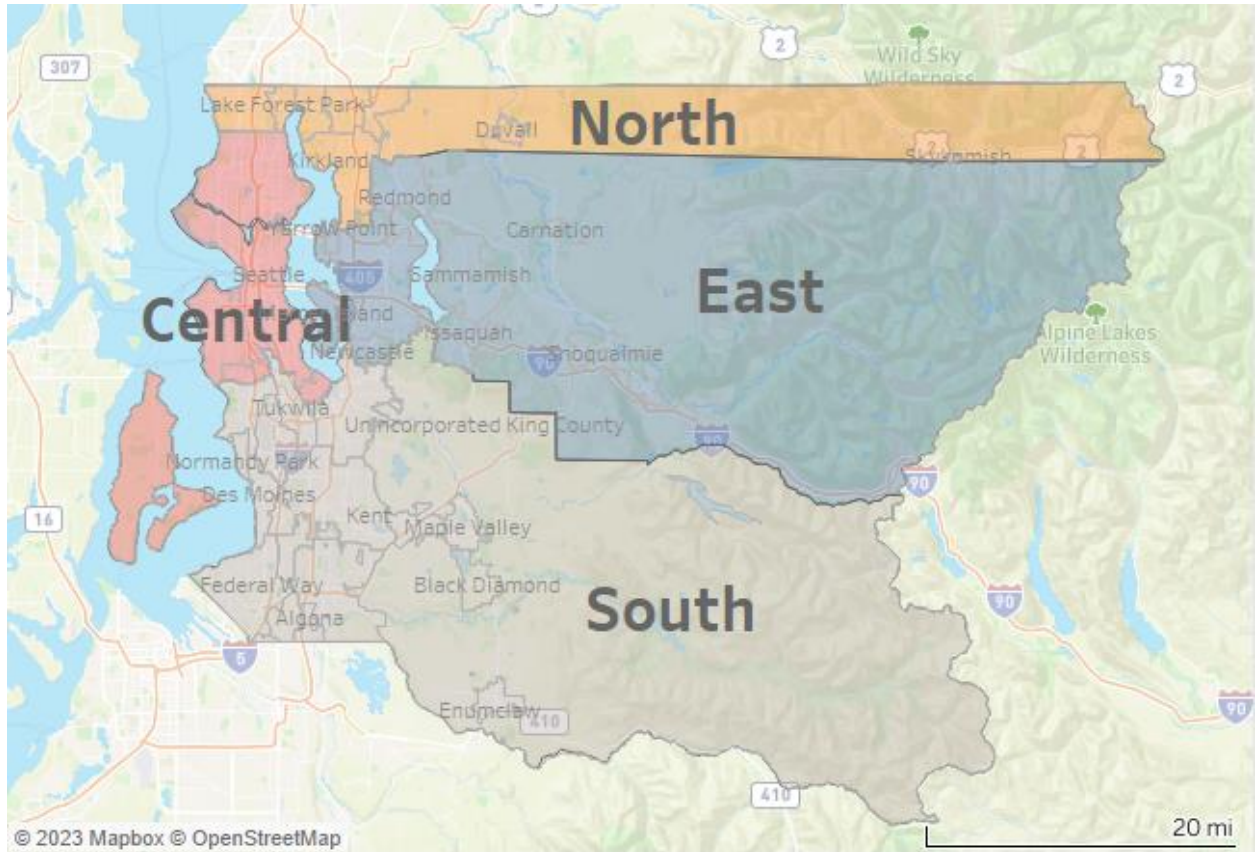 2
307
Wild Sky
Wilderness
2
Lake Forest Park
North
Duvall
2
2
Skykomish
Kirkland
Redmond
Yarrow Point
Carnation
Seattle
405
Sammamish
East
Central
Island
Issaquah
Alpine Lakes
Wilderness
Newcastle
90
Snoqualmie
Tukwila
Unincorporated King County
90
Normandy Park
90
Des Moines
16
Kent
Maple Valley
Federal Way
Black Diamond
90
South
Algona
5
Enumclaw
410
90
410
20 mi
© 2023 Mapbox © OpenStreetMap